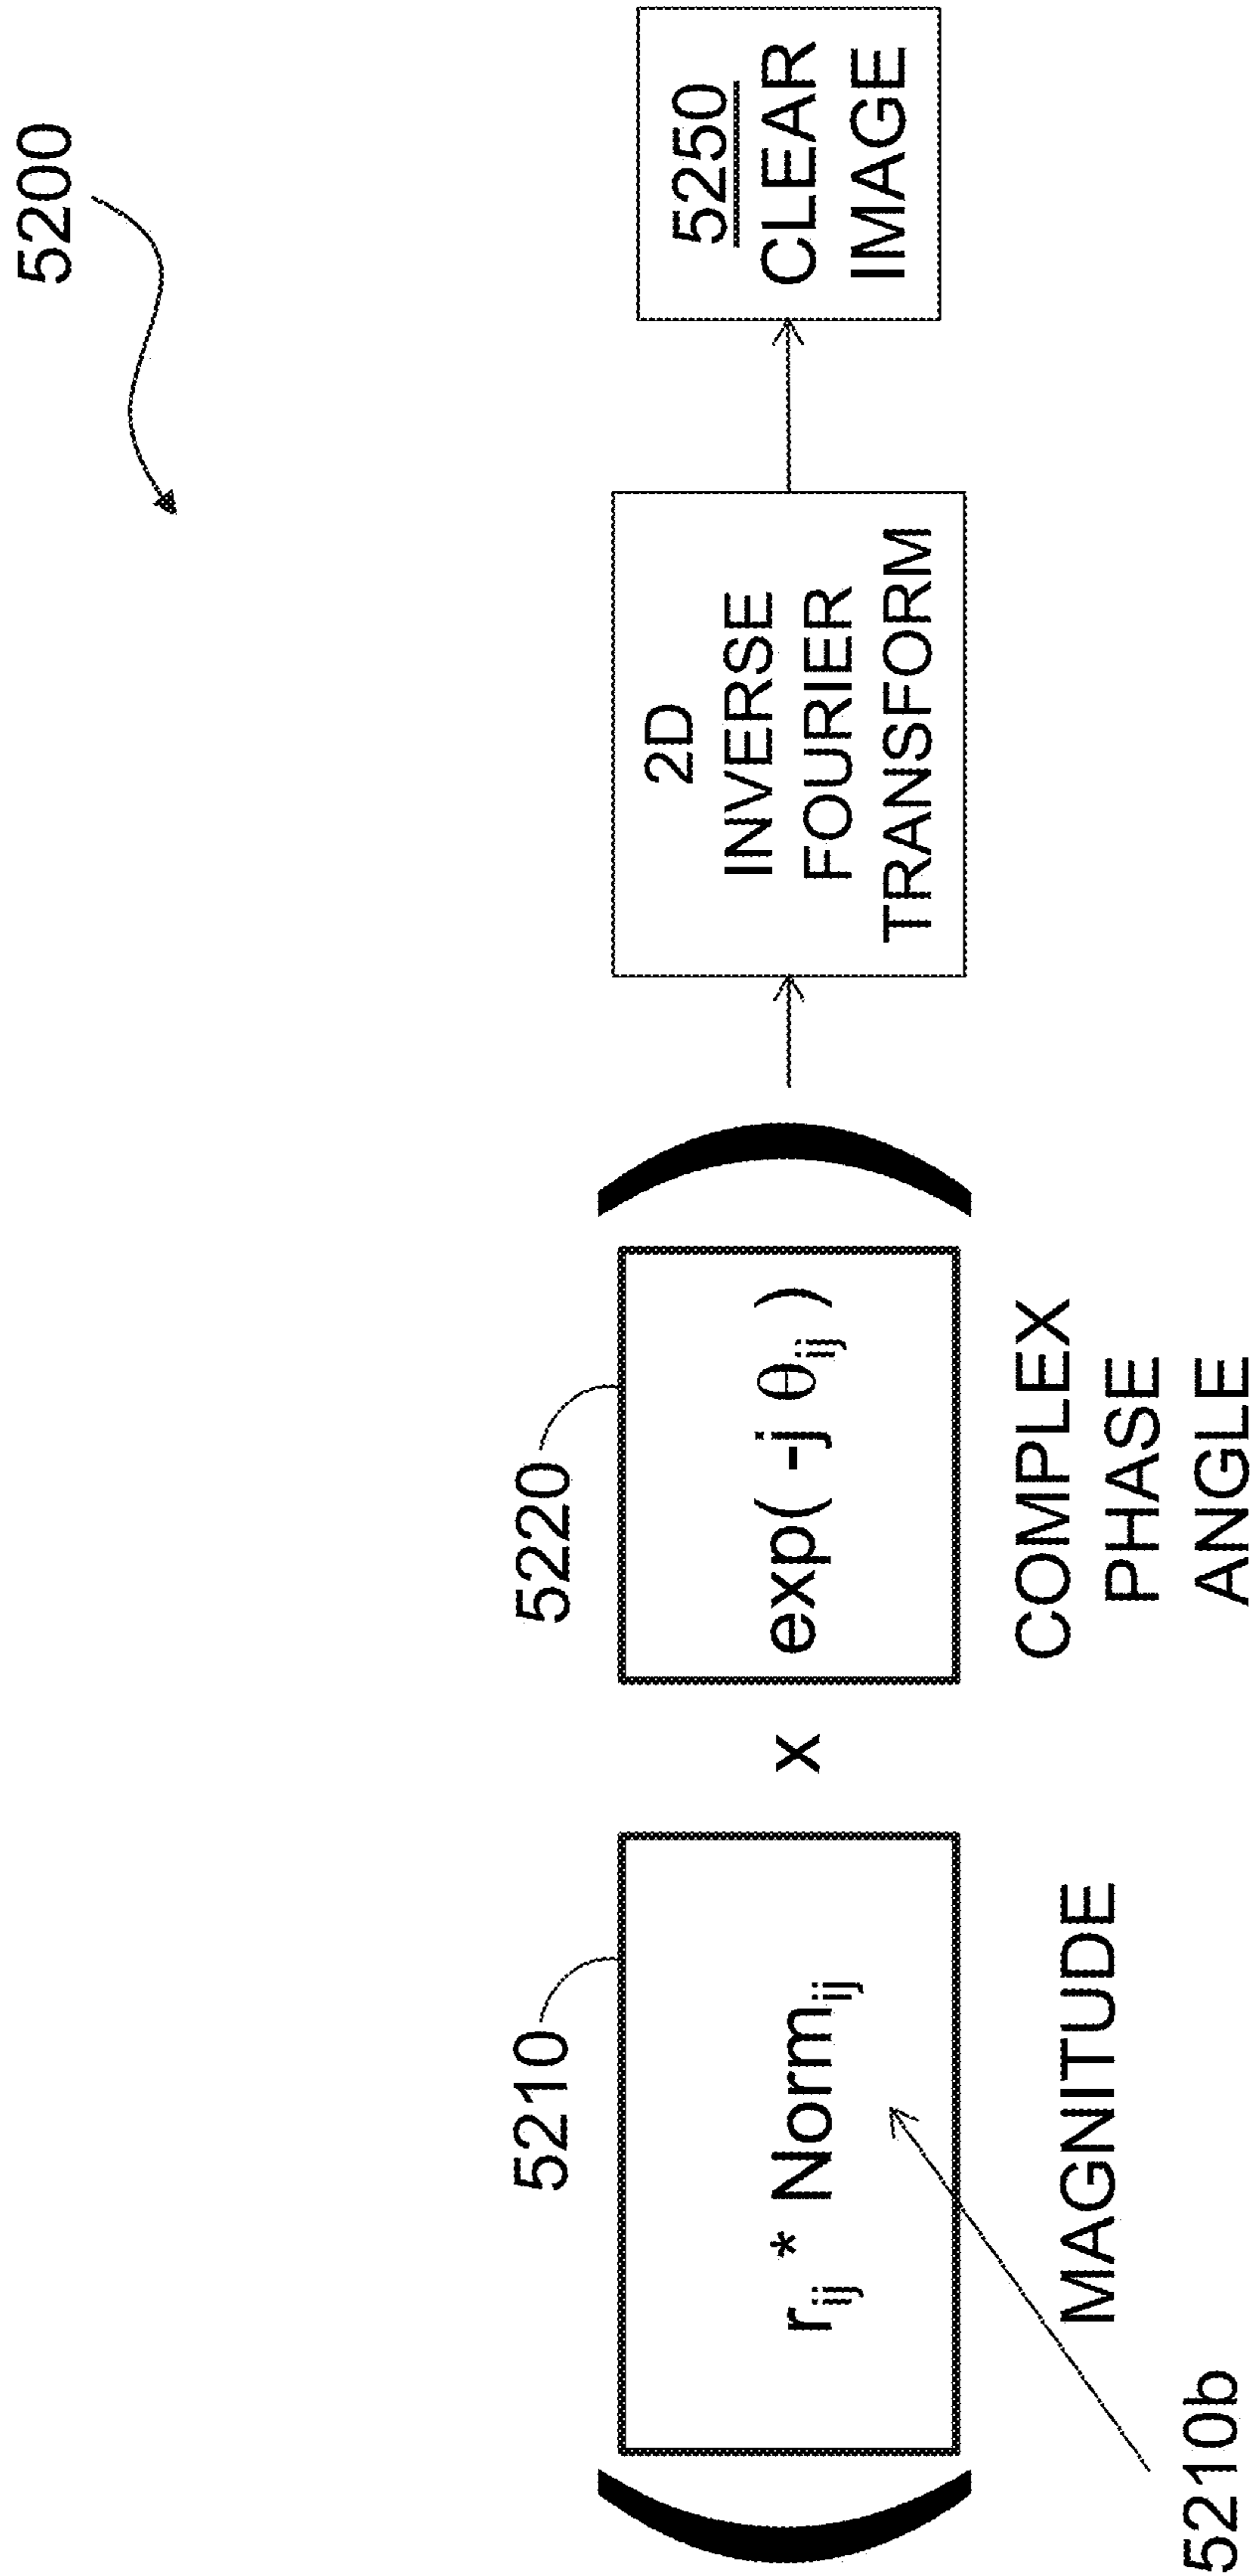 5200
5210
5220
( r_ij * Norm_ij x exp( -j θ_ij ) )
2D
INVERSE
FOURIER
TRANSFORM
5250
CLEAR
IMAGE
MAGNITUDE
COMPLEX
PHASE
ANGLE
5210b